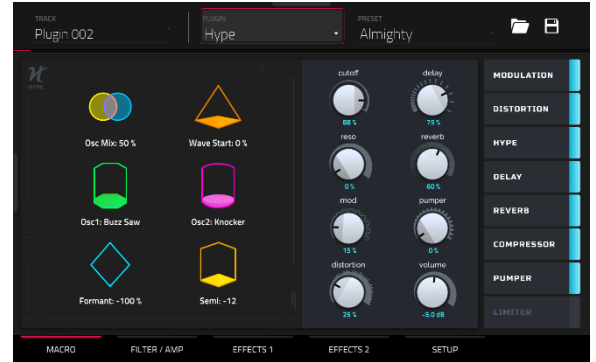 TRACK
Plugin 002
PLUGIN
Hype
PRESET
Almighty
HYPE
Osc Mix: 50 %
Wave Start: 0 %
Osc1: Buzz Saw
Osc2: Knocker
Formant: -100 %
Semi: -12
cutoff
delay
88 %
75 %
reso
reverb
0 %
60 %
mod
pumper
15 %
0 %
distortion
volume
25 %
-5.0 dB
MODULATION
DISTORTION
HYPE
DELAY
REVERB
COMPRESSOR
PUMPER
LIMITER
MACRO
FILTER / AMP
EFFECTS 1
EFFECTS 2
SETUP